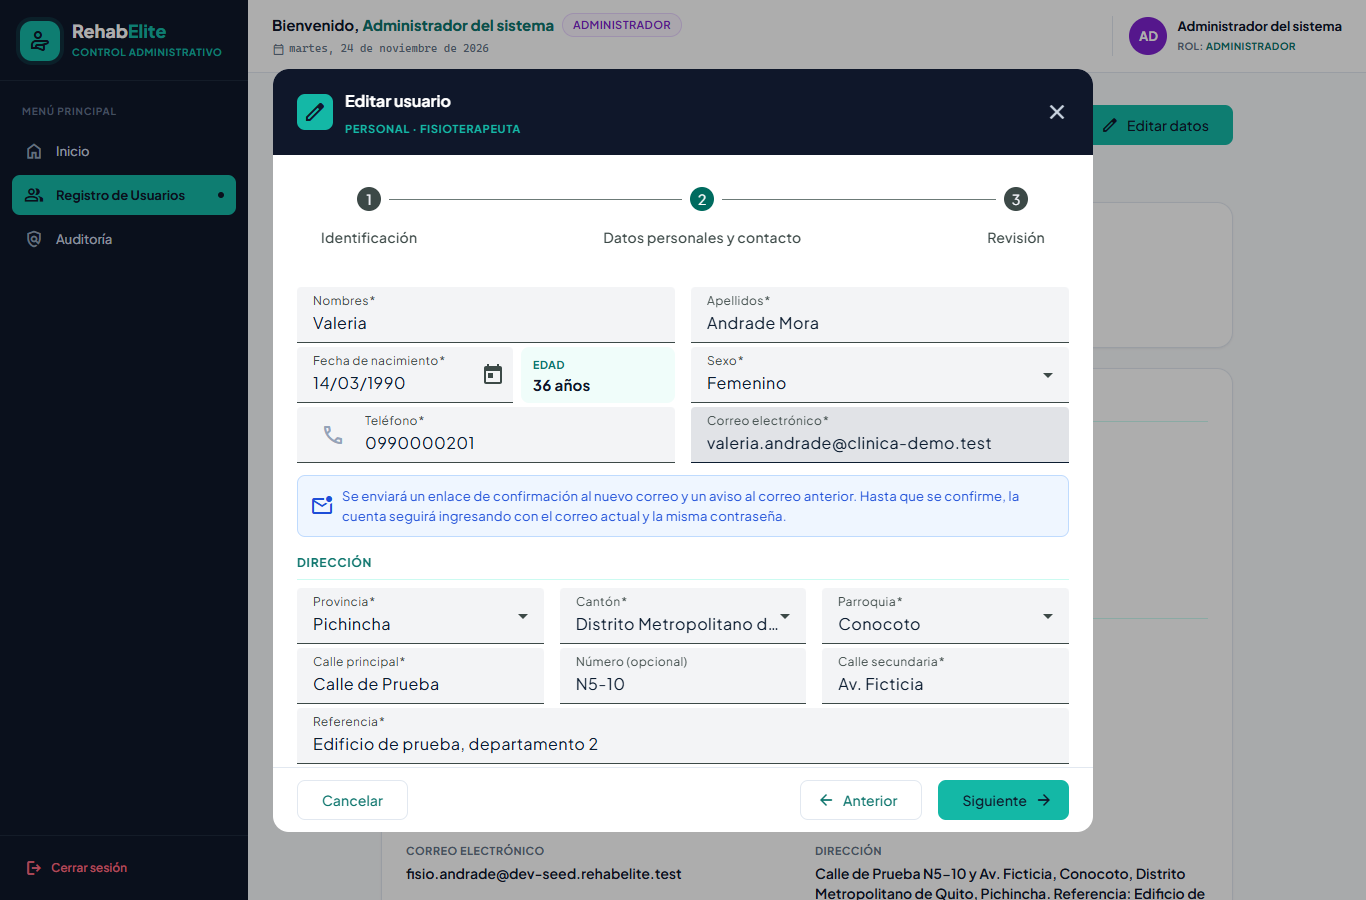 RehabElite
CONTROL ADMINISTRATIVO
MENÚ PRINCIPAL
Inicio
Registro de Usuarios
Auditoría
Cerrar sesión
Bienvenido, Administrador del sistema
ADMINISTRADOR
martes, 24 de noviembre de 2026
AD
Administrador del sistema
ROL: ADMINISTRADOR
Editar datos
Editar usuario
PERSONAL · FISIOTERAPEUTA
1
2
3
Identificación
Datos personales y contacto
Revisión
Nombres*
Valeria
Apellidos*
Andrade Mora
Fecha de nacimiento*
14/03/1990
EDAD
36 años
Sexo*
Femenino
Teléfono*
0990000201
Correo electrónico*
valeria.andrade@clinica-demo.test
Se enviará un enlace de confirmación al nuevo correo y un aviso al correo anterior. Hasta que se confirme, la
cuenta seguirá ingresando con el correo actual y la misma contraseña.
DIRECCIÓN
Provincia*
Pichincha
Cantón*
Distrito Metropolitano d...
Parroquia*
Conocoto
Calle principal*
Calle de Prueba
Número (opcional)
N5-10
Calle secundaria*
Av. Ficticia
Referencia*
Edificio de prueba, departamento 2
Cancelar
Anterior
Siguiente
CORREO ELECTRÓNICO
fisio.andrade@dev-seed.rehabelite.test
DIRECCIÓN
Calle de Prueba N5-10 y Av. Ficticia, Conocoto, Distrito
Metropolitano de Quito, Pichincha. Referencia: Edificio de